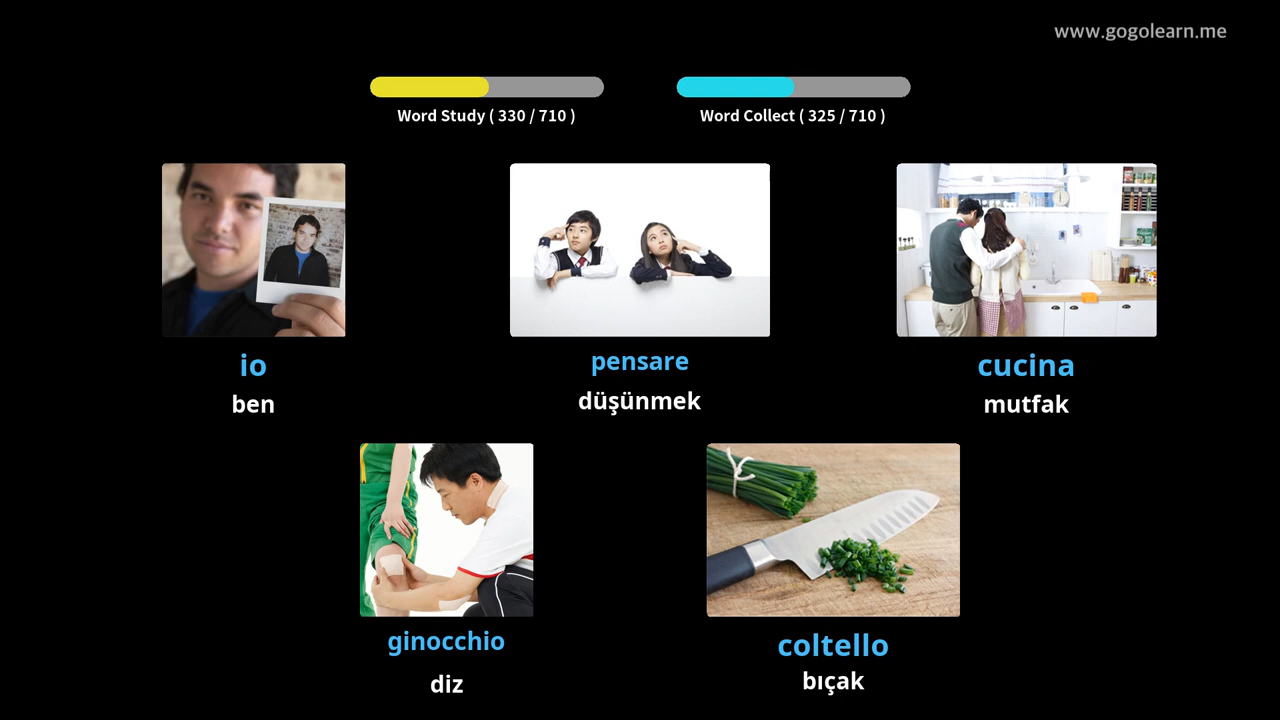 www.gogolearn.me
Word Study ( 330 / 710 )
Word Collect ( 325 / 710 )
io
ben
pensare
düşünmek
cucina
mutfak
ginocchio
diz
coltello
bıçak